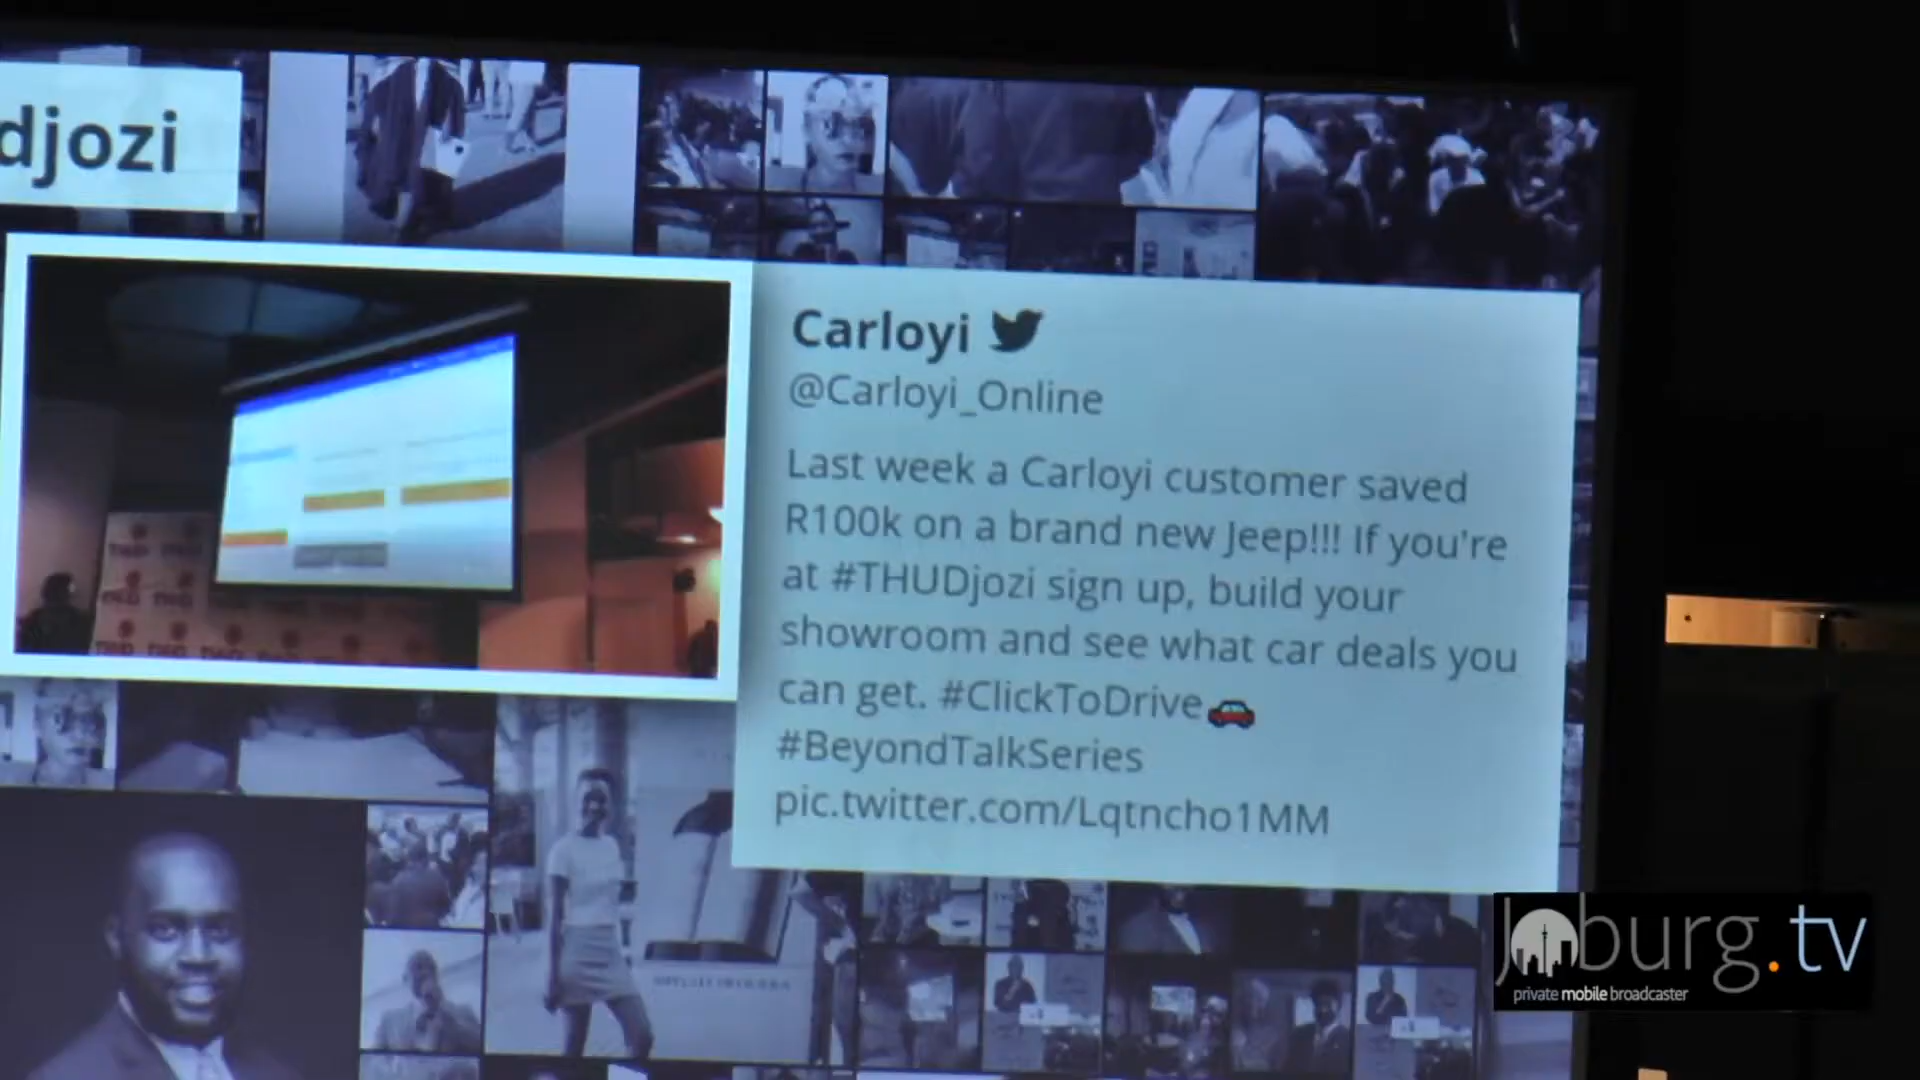 djozi
Carloyi
@Carloyi_Online
Last week a Carloyi customer saved
R100k on a brand new Jeep!!! If you're
at #THUDjozi sign up, build your
showroom and see what car deals you
can get. #ClickToDrive
#BeyondTalkSeries
pic.twitter.com/Lqtncho1MM
Joburg.tv
private mobile broadcaster